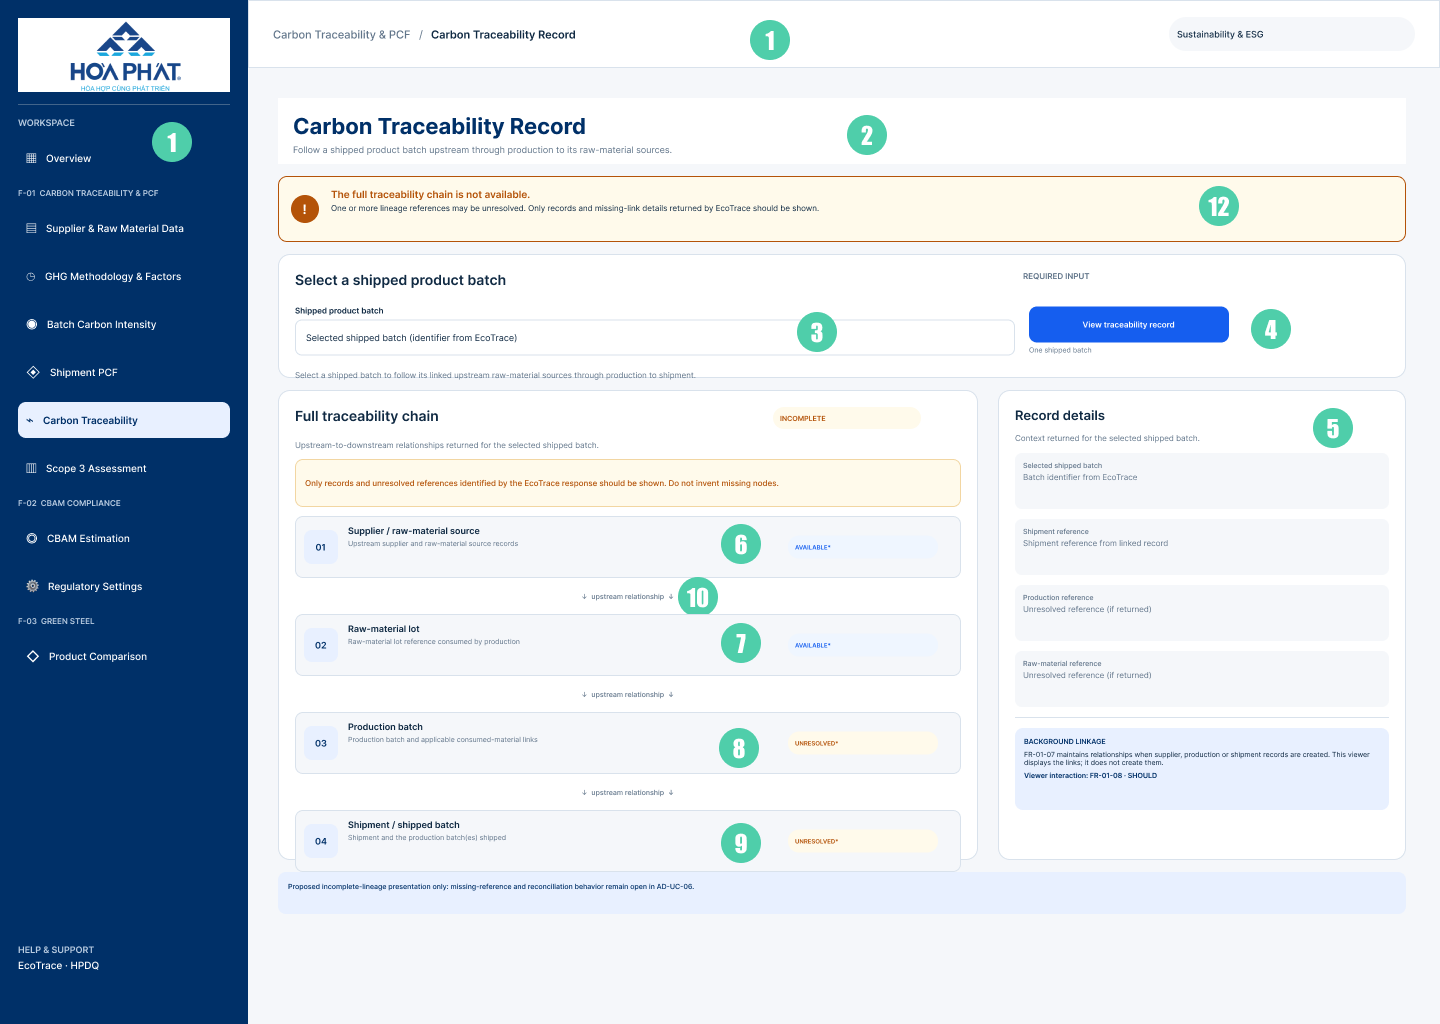 HÒA PHÁT
HÒA HỢP CÙNG PHÁT TRIỂN
WORKSPACE
1
Overview
F-01 CARBON TRACEABILITY & PCF
Supplier & Raw Material Data
GHG Methodology & Factors
Batch Carbon Intensity
Shipment PCF
Carbon Traceability
Scope 3 Assessment
F-02 CBAM COMPLIANCE
CBAM Estimation
Regulatory Settings
F-03 GREEN STEEL
Product Comparison
HELP & SUPPORT
EcoTrace · HPDQ
Carbon Traceability & PCF / Carbon Traceability Record
1
Sustainability & ESG
Carbon Traceability Record
2
Follow a shipped product batch upstream through production to its raw-material sources.
!
The full traceability chain is not available.
One or more lineage references may be unresolved. Only records and missing-link details returned by EcoTrace should be shown.
12
Select a shipped product batch
REQUIRED INPUT
Shipped product batch
Selected shipped batch (identifier from EcoTrace)
3
View traceability record
4
One shipped batch
Select a shipped batch to follow its linked upstream raw-material sources through production to shipment.
Full traceability chain
INCOMPLETE
Upstream-to-downstream relationships returned for the selected shipped batch.
Only records and unresolved references identified by the EcoTrace response should be shown. Do not invent missing nodes.
01
Supplier / raw-material source
Upstream supplier and raw-material source records
6
AVAILABLE*
↓ upstream relationship ↓
10
02
Raw-material lot
Raw-material lot reference consumed by production
7
AVAILABLE*
↓ upstream relationship ↓
03
Production batch
Production batch and applicable consumed-material links
8
UNRESOLVED*
↓ upstream relationship ↓
04
Shipment / shipped batch
Shipment and the production batch(es) shipped
9
UNRESOLVED*
Record details
5
Context returned for the selected shipped batch.
Selected shipped batch
Batch identifier from EcoTrace
Shipment reference
Shipment reference from linked record
Production reference
Unresolved reference (if returned)
Raw-material reference
Unresolved reference (if returned)
BACKGROUND LINKAGE
FR-01-07 maintains relationships when supplier, production or shipment records are created. This viewer
displays the links; it does not create them.
Viewer interaction: FR-01-08 · SHOULD
Proposed incomplete-lineage presentation only: missing-reference and reconciliation behavior remain open in AD-UC-06.